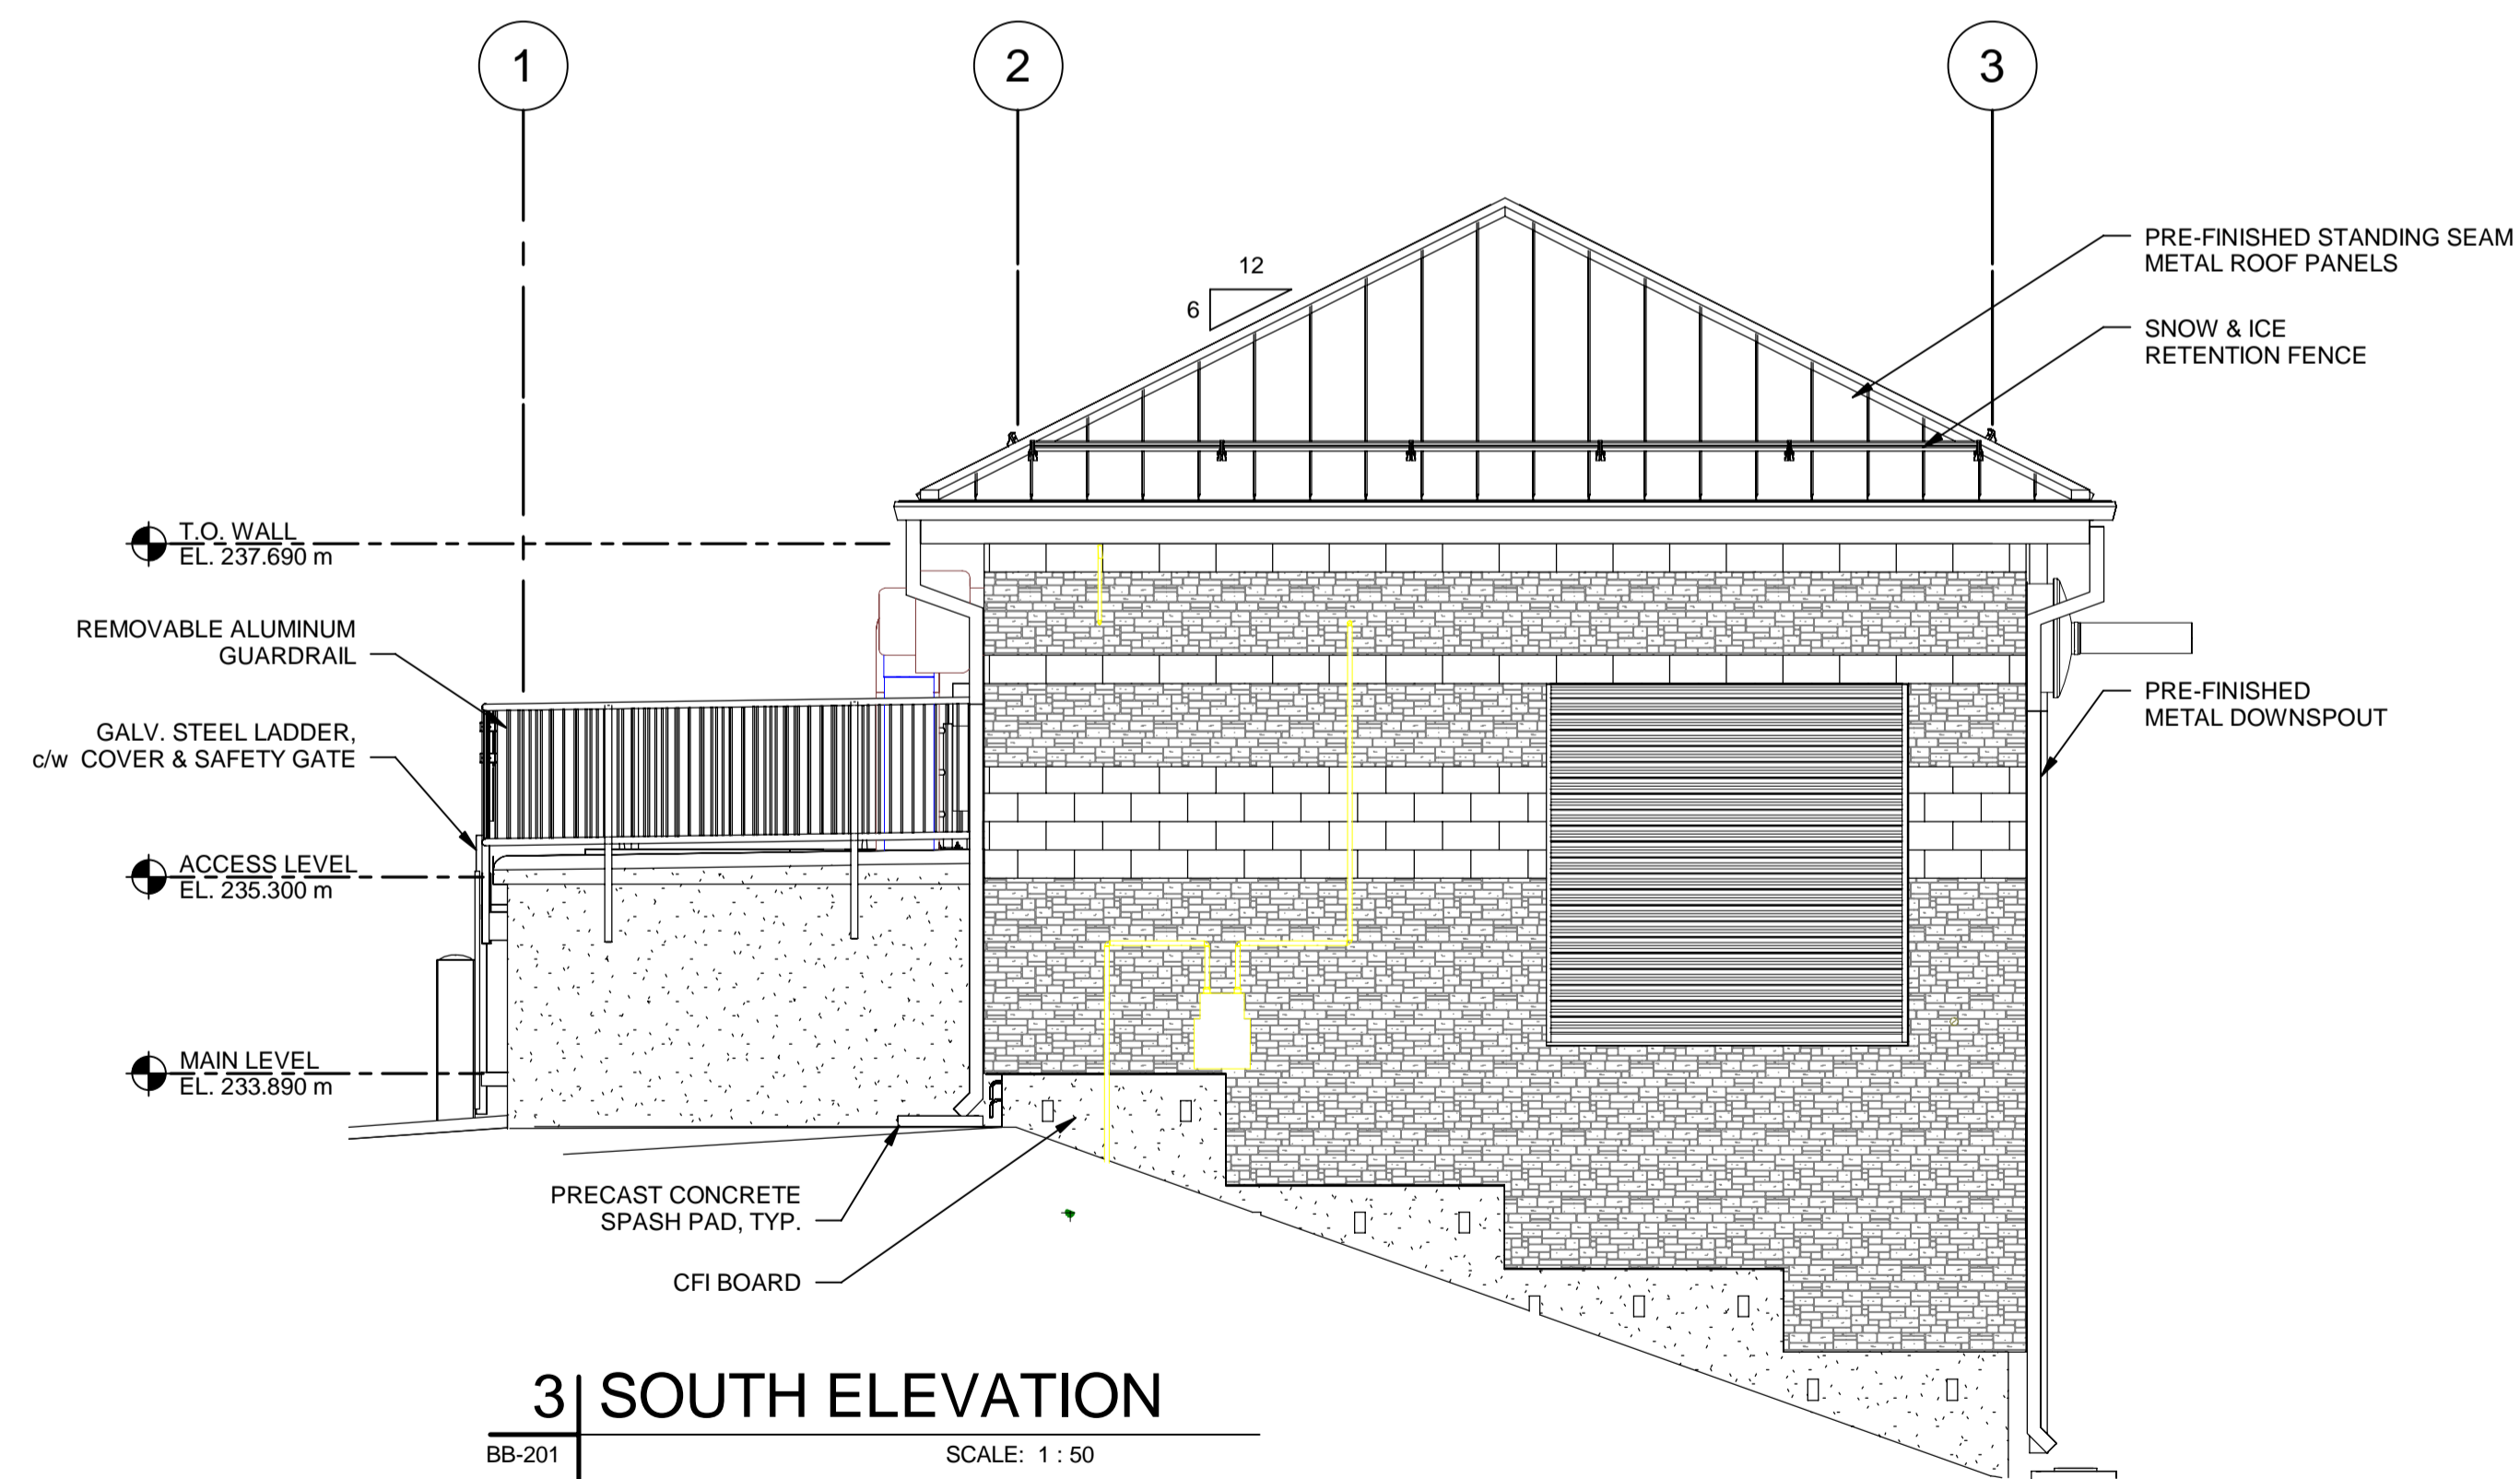 1
2
3
12
6
PRE-FINISHED STANDING SEAM
METAL ROOF PANELS
SNOW & ICE
RETENTION FENCE
T.O. WALL
EL. 237.690 m
REMOVABLE ALUMINUM
GUARDRAIL
GALV. STEEL LADDER,
c/w COVER & SAFETY GATE
PRE-FINISHED
METAL DOWNSPOUT
ACCESS LEVEL
EL. 235.300 m
MAIN LEVEL
EL. 233.890 m
PRECAST CONCRETE
SPASH PAD, TYP.
CFI BOARD
3 SOUTH ELEVATION
BB-201 SCALE: 1 : 50